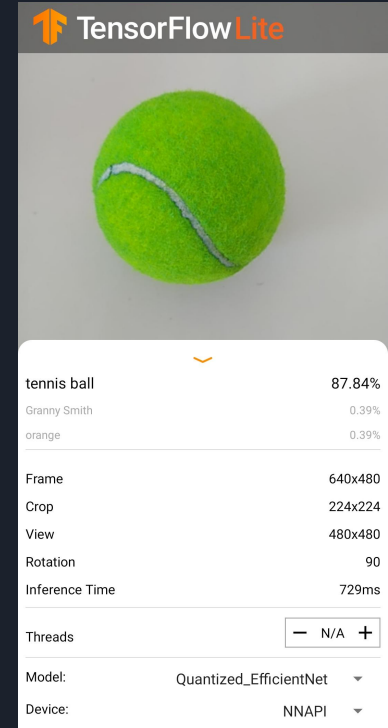 TensorFlow Lite
tennis ball 87.84%
Granny Smith 0.39%
orange 0.39%
Frame 640x480
Crop 224x224
View 480x480
Rotation 90
Inference Time 729ms
Threads N/A
Model: Quantized_EfficientNet
Device: NNAPI